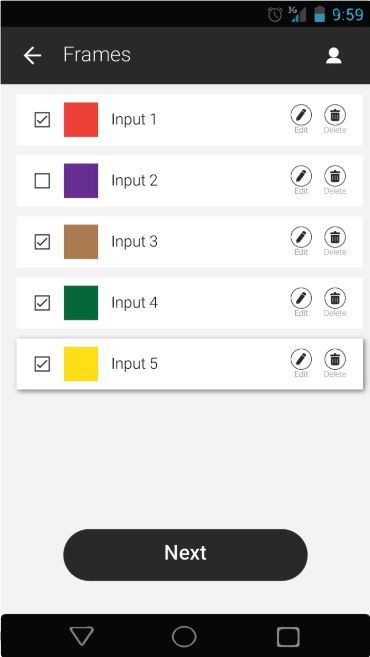 3G 9:59
Frames
Input 1 Edit Delete
Input 2 Edit Delete
Input 3 Edit Delete
Input 4 Edit Delete
Input 5 Edit Delete
Next